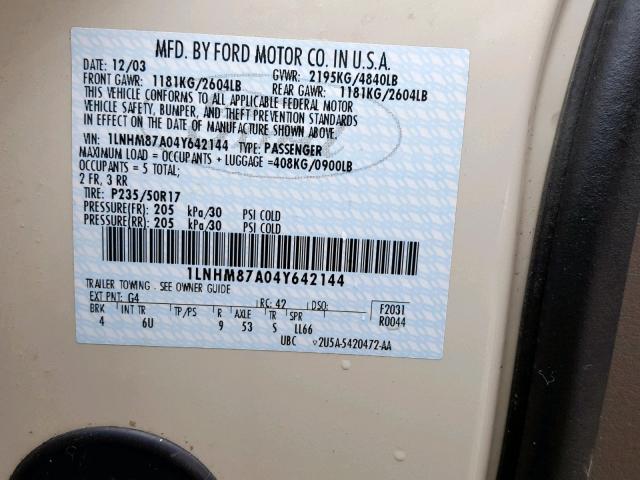 MFD. BY FORD MOTOR CO. IN U.S.A.
DATE: 12/03 GVWR: 2195KG/4840LB
FRONT GAWR: 1181KG/2604LB REAR GAWR: 1181KG/2604LB
THIS VEHICLE CONFORMS TO ALL APPLICABLE FEDERAL MOTOR
VEHICLE SAFETY, BUMPER, AND THEFT PREVENTION STANDARDS
IN EFFECT ON THE DATE OF MANUFACTURE SHOWN ABOVE.
VIN: 1LNHM87A04Y642144 TYPE: PASSENGER
MAXIMUM LOAD = OCCUPANTS + LUGGAGE =408KG/0900LB
OCCUPANTS = 5 TOTAL;
2 FR, 3 RR
TIRE: P235/50R17
PRESSURE(FR): 205 kPa/30 PSI COLD
PRESSURE(RR): 205 kPa/30 PSI COLD
1LNHM87A04Y642144
TRAILER TOWING - SEE OWNER GUIDE
EXT PNT: G4 RC: 42 DSO: F2031
BRK INT TR TP/PS R AXLE TR SPR R0044
4 6U 9 53 S LL66
UBC 2U5A-5420472-AA